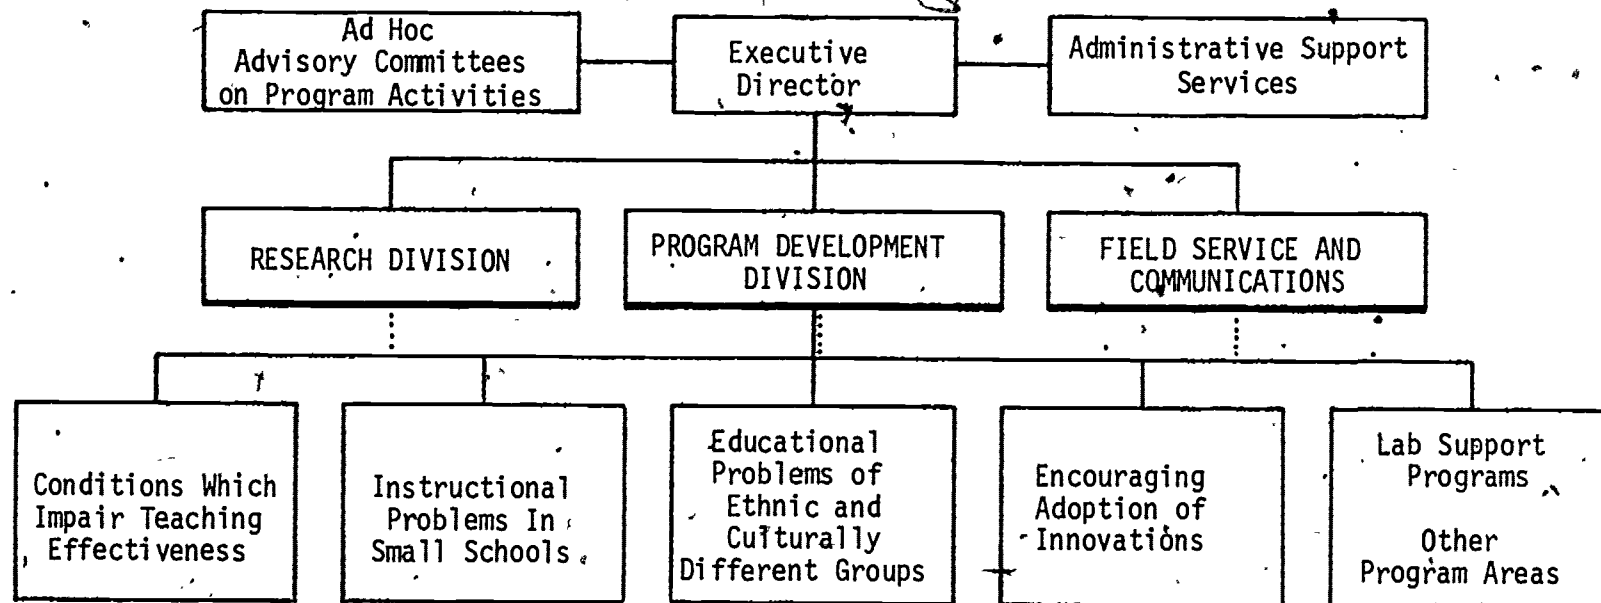 Ad Hoc
Advisory Committees
on Program Activities
Executive
Director
Administrative Support
Services
RESEARCH DIVISION
PROGRAM DEVELOPMENT
DIVISION
FIELD SERVICE AND
COMMUNICATIONS
Conditions Which
Impair Teaching
Effectiveness
Instructional
Problems In
Small Schools
Educational
Problems of
Ethnic and
Culturally
Different Groups
Encouraging
Adoption of
Innovations
Lab Support
Programs
Other
Program Areas